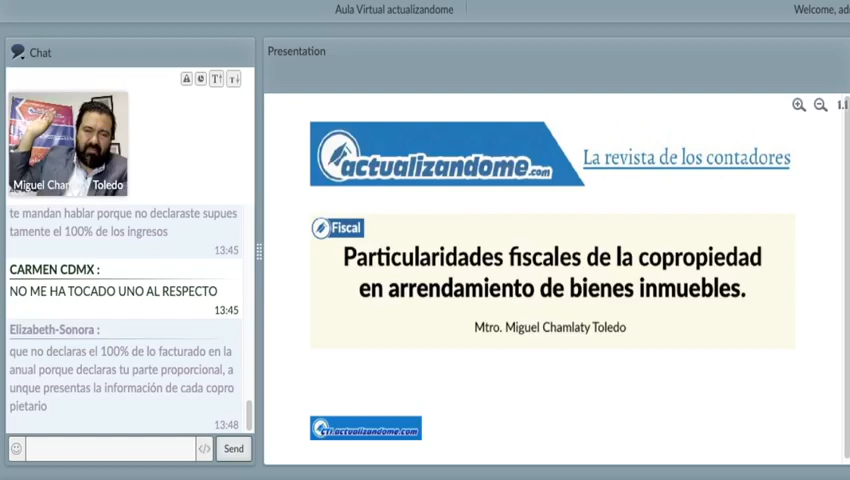 Aula Virtual actualizandome
Welcome, ad
Chat
Presentation
Miguel Cham y Toledo
te mandan hablar porque no declaraste supues
tamente el 100% de los ingresos
13:45
CARMEN CDMX :
NO ME HA TOCADO UNO AL RESPECTO
13:45
Elizabeth-Sonora :
que no declaras el 100% de lo facturado en la
anual porque declaras tu parte proporcional, a
unque presentas la información de cada copro
pietario
13:48
Send
1:1
actualizandome.com
La revista de los contadores
Fiscal
Particularidades fiscales de la copropiedad
en arrendamiento de bienes inmuebles.
Mtro. Miguel Chamlaty Toledo
actualizandome.com